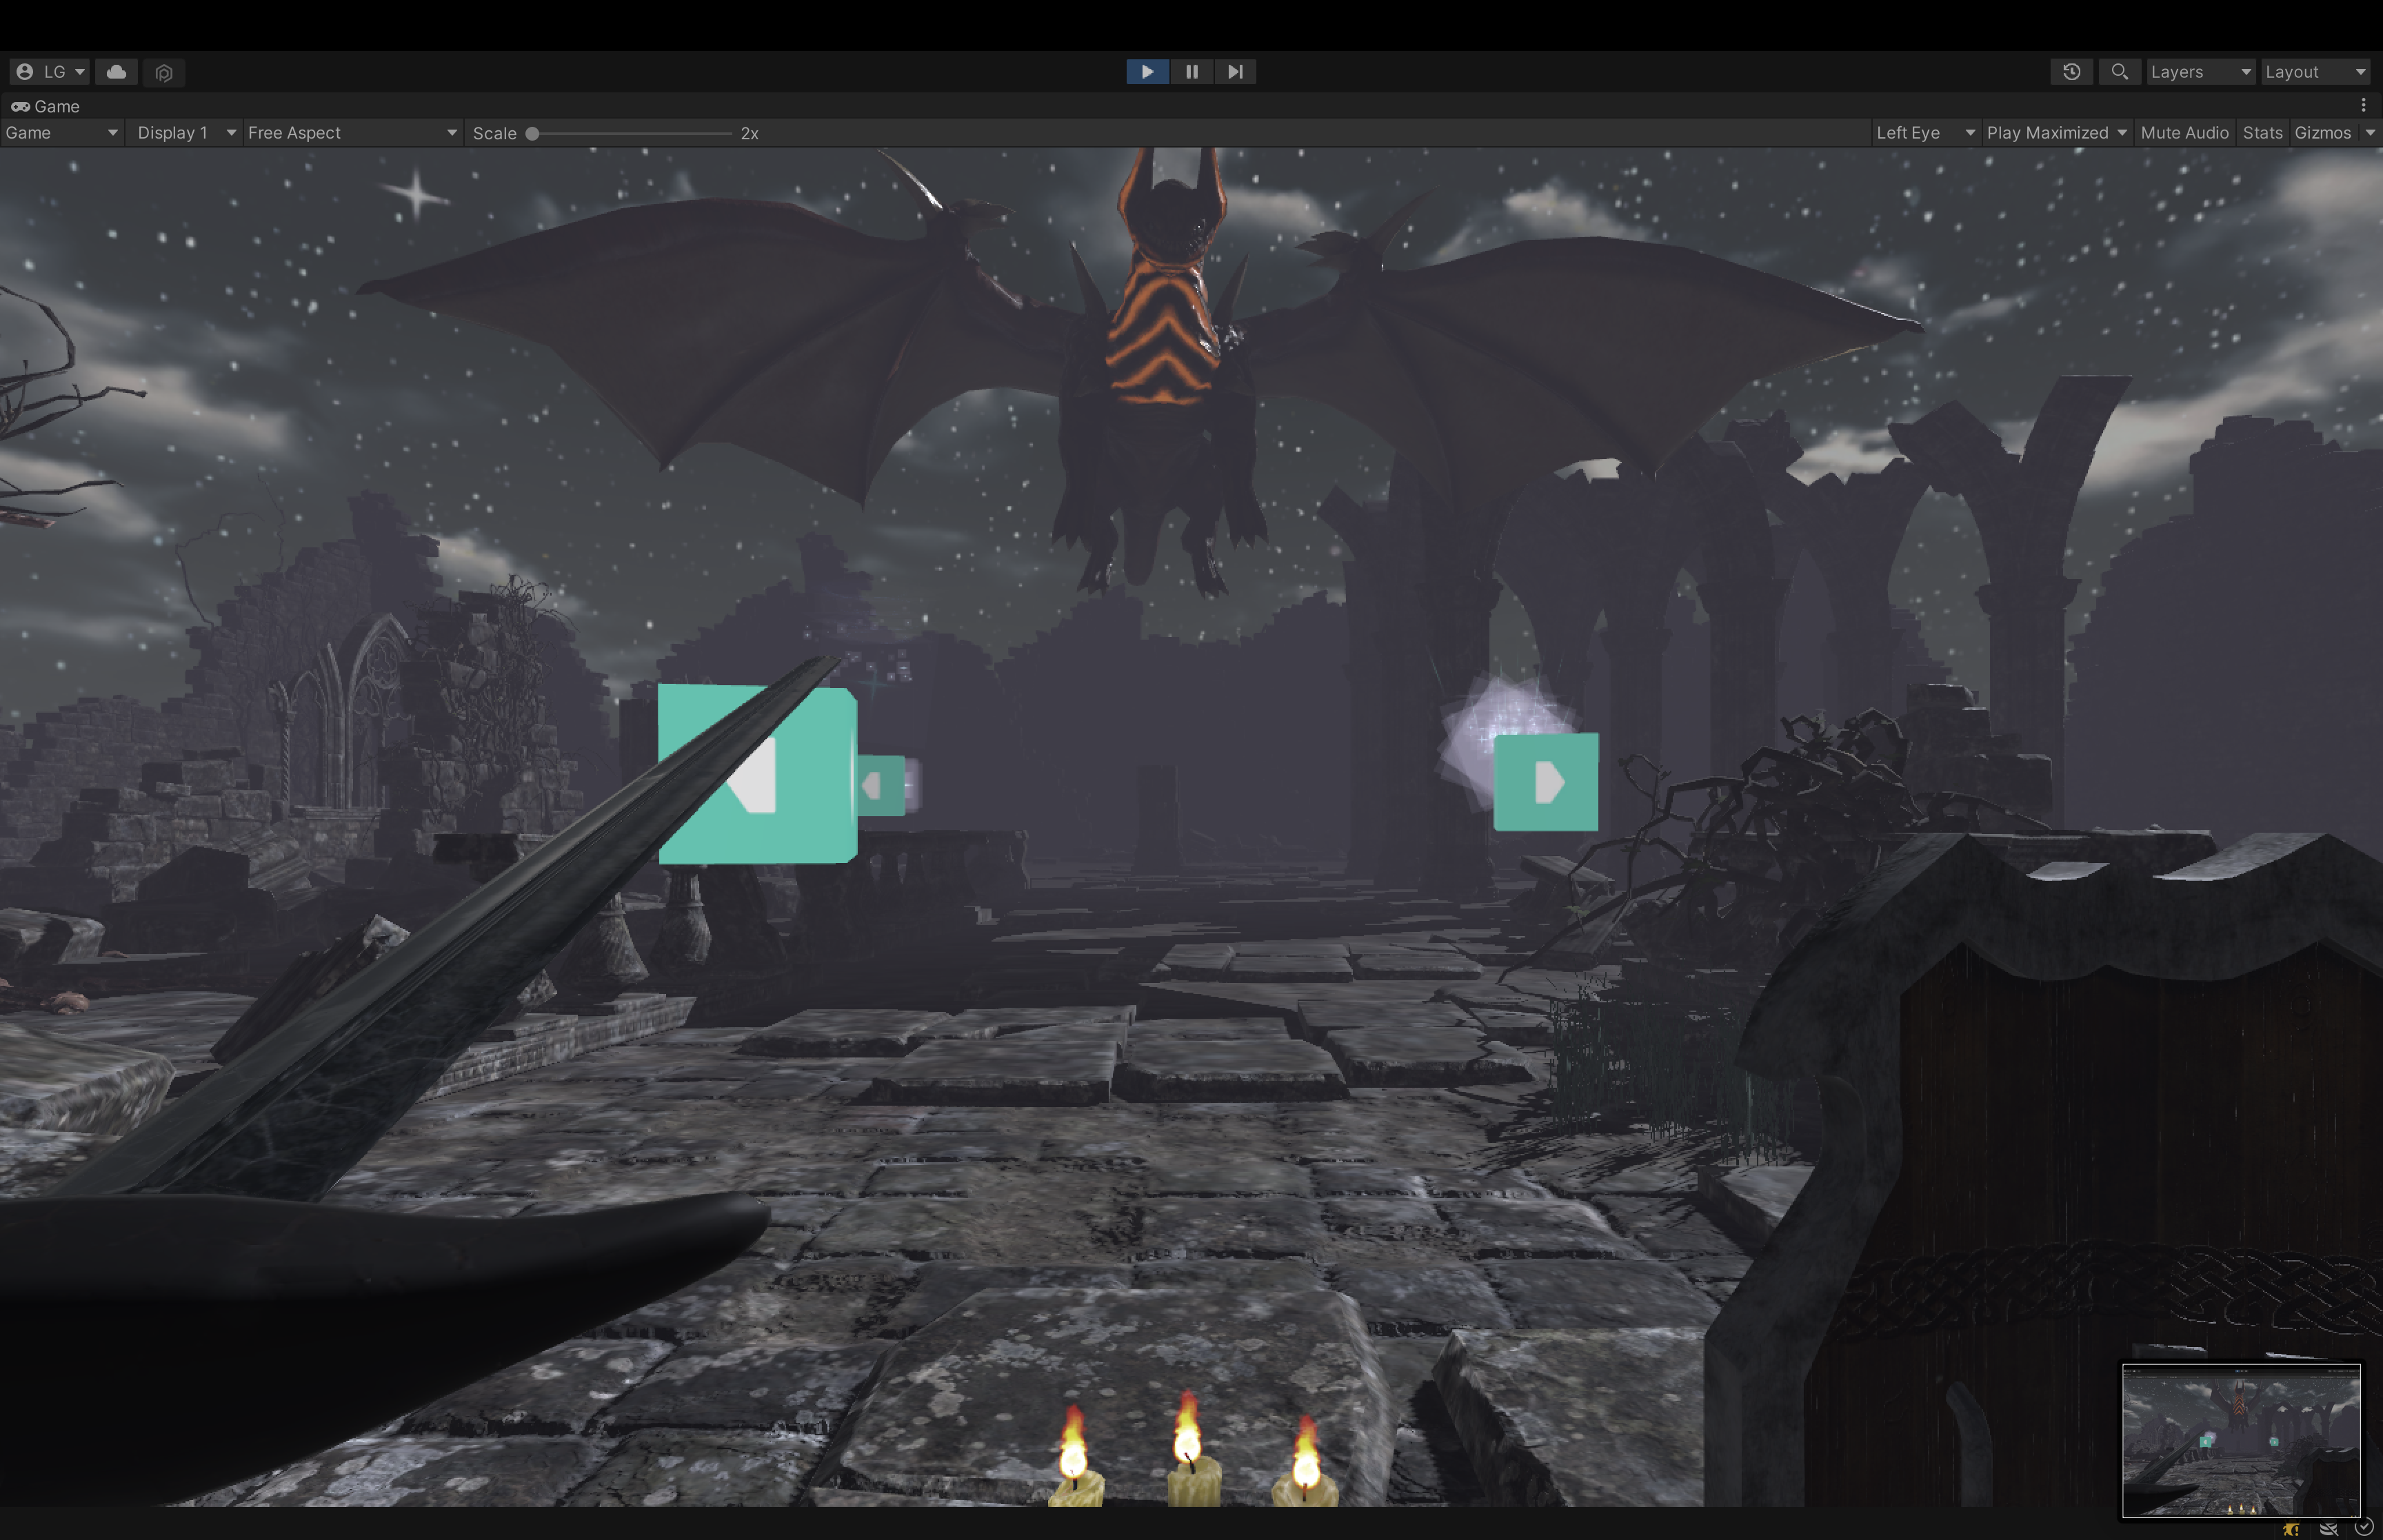 LG
Layers
Layout
Game
Game
Display 1
Free Aspect
Scale
2x
Left Eye
Play Maximized
Mute Audio
Stats
Gizmos